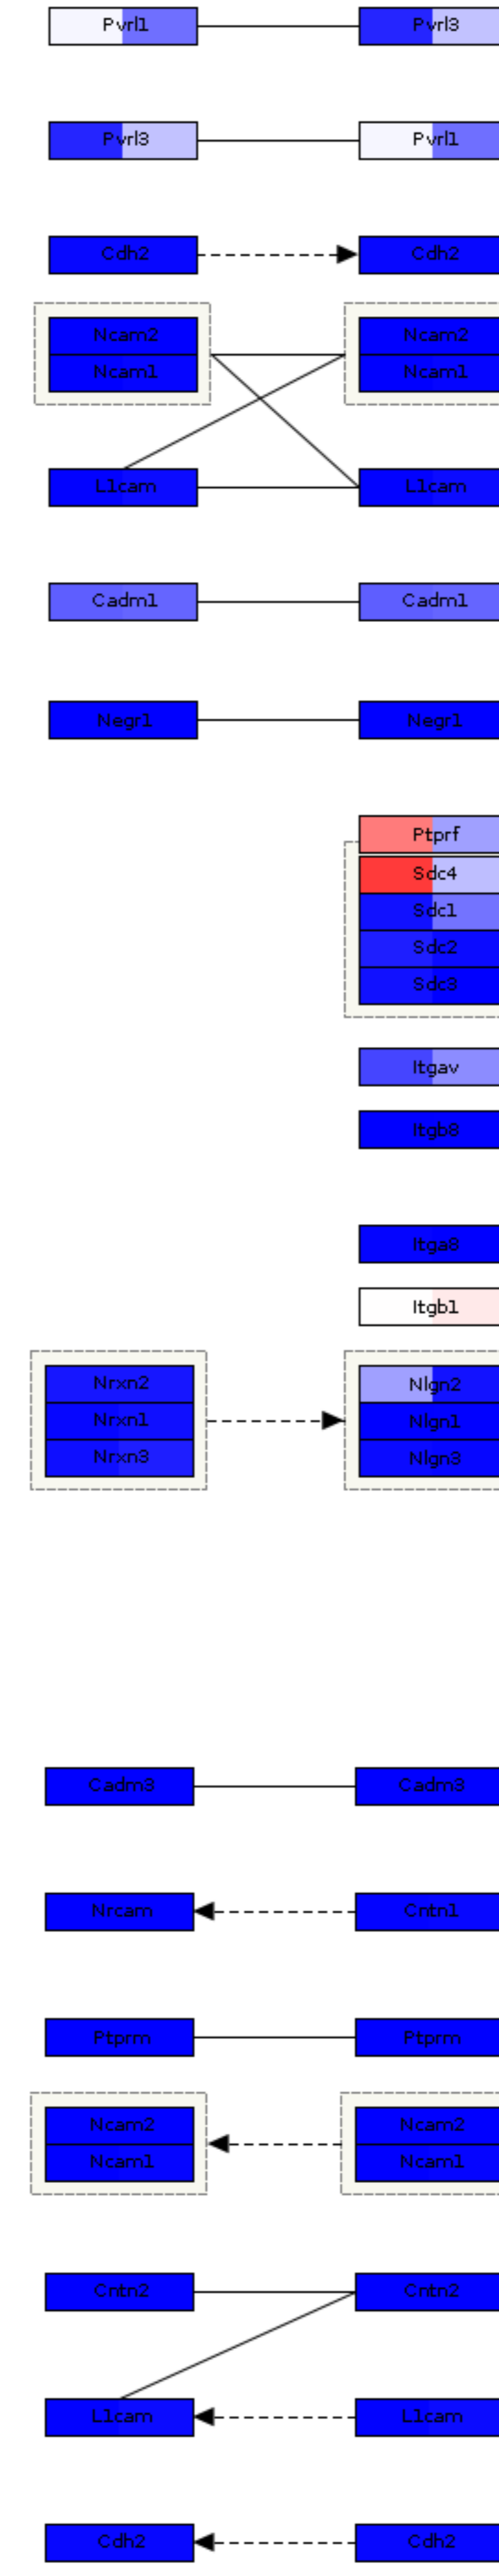 Pvrl1 Pvrl3
Pvrl3 Pvrl1
Cdh2 Cdh2
Ncam2 Ncam2
Ncam1 Ncam1
L1cam L1cam
Cadm1 Cadm1
Negr1 Negr1
Ptprf
Sdc4
Sdc1
Sdc2
Sdc3
Itgav
Itgb8
Itga8
Itgb1
Nrxn2 Nlgn2
Nrxn1 Nlgn1
Nrxn3 Nlgn3
Cadm3 Cadm3
Nrcam Cntn1
Ptprm Ptprm
Ncam2 Ncam2
Ncam1 Ncam1
Cntn2 Cntn2
L1cam L1cam
Cdh2 Cdh2